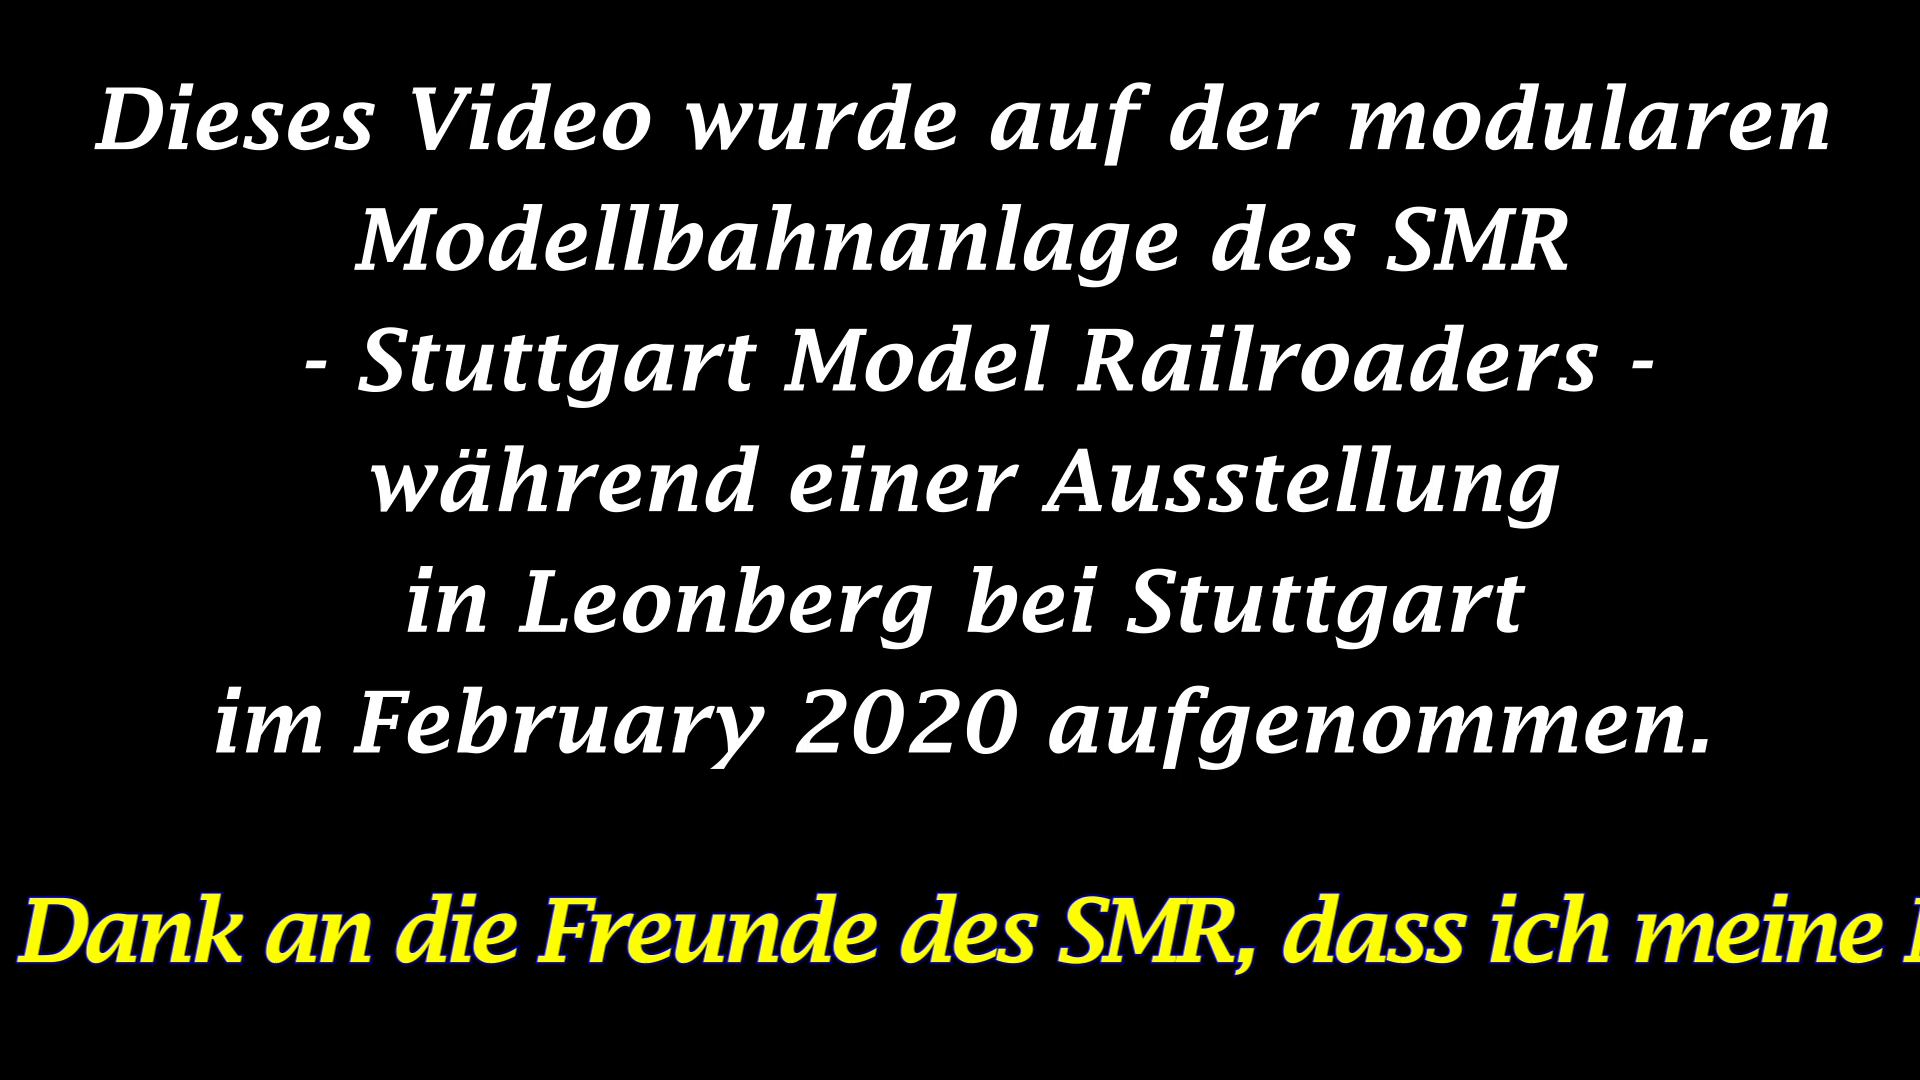 Dieses Video wurde auf der modularen
Modellbahnanlage des SMR
- Stuttgart Model Railroaders -
während einer Ausstellung
in Leonberg bei Stuttgart
im February 2020 aufgenommen.
Dank an die Freunde des SMR, dass ich meine